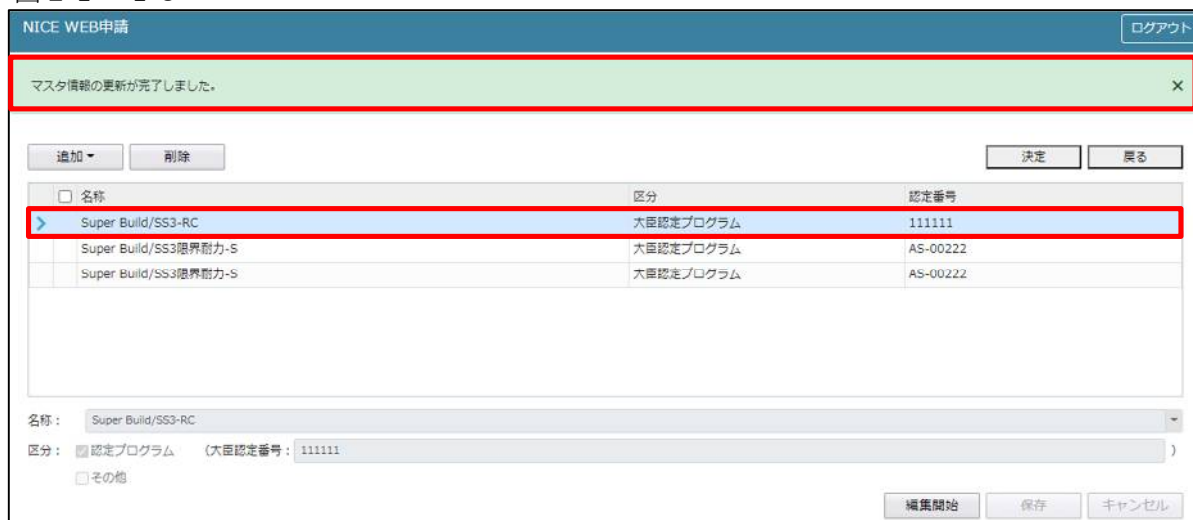 NICE WEB申請 ログアウト
マスタ情報の更新が完了しました。 ×
追加 削除 決定 戻る
名称 区分 認定番号
Super Build/SS3-RC 大臣認定プログラム 111111
Super Build/SS3限界耐力-S 大臣認定プログラム AS-00222
Super Build/SS3限界耐力-S 大臣認定プログラム AS-00222
名称： Super Build/SS3-RC
区分： 認定プログラム （大臣認定番号： 111111 ）
その他
編集開始 保存 キャンセル